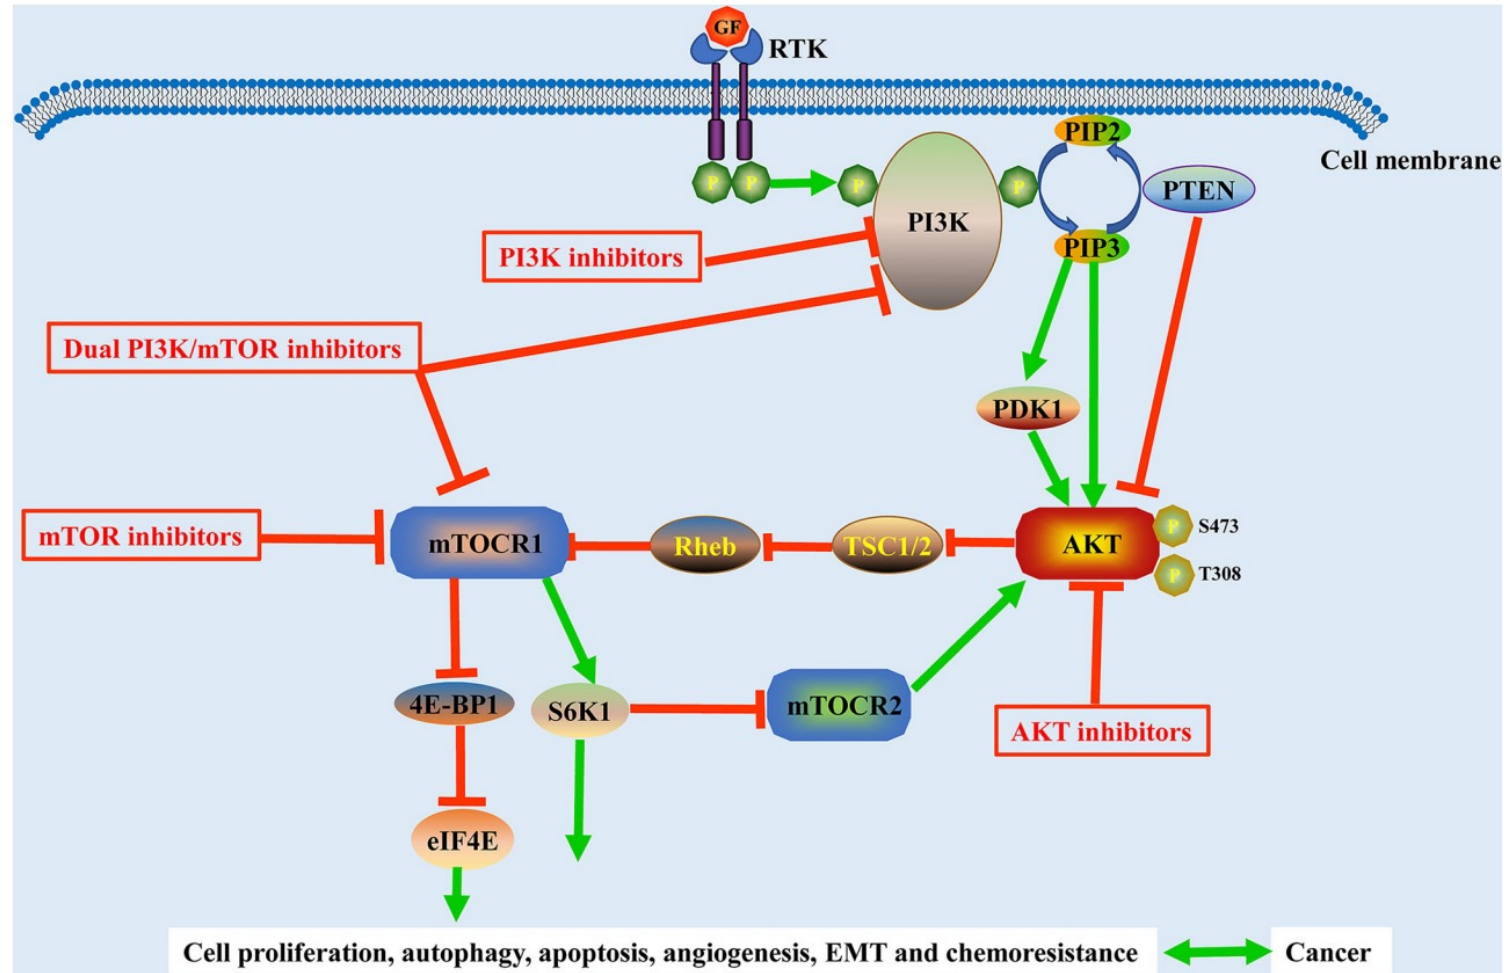 GF
RTK
Cell membrane
P
P
P
P
PI3K
PIP2
PIP3
PTEN
PI3K inhibitors
Dual PI3K/mTOR inhibitors
PDK1
mTOR inhibitors
mTOCR1
Rheb
TSC1/2
AKT
P
S473
P
T308
4E-BP1
S6K1
mTOCR2
AKT inhibitors
eIF4E
Cell proliferation, autophagy, apoptosis, angiogenesis, EMT and chemoresistance
Cancer